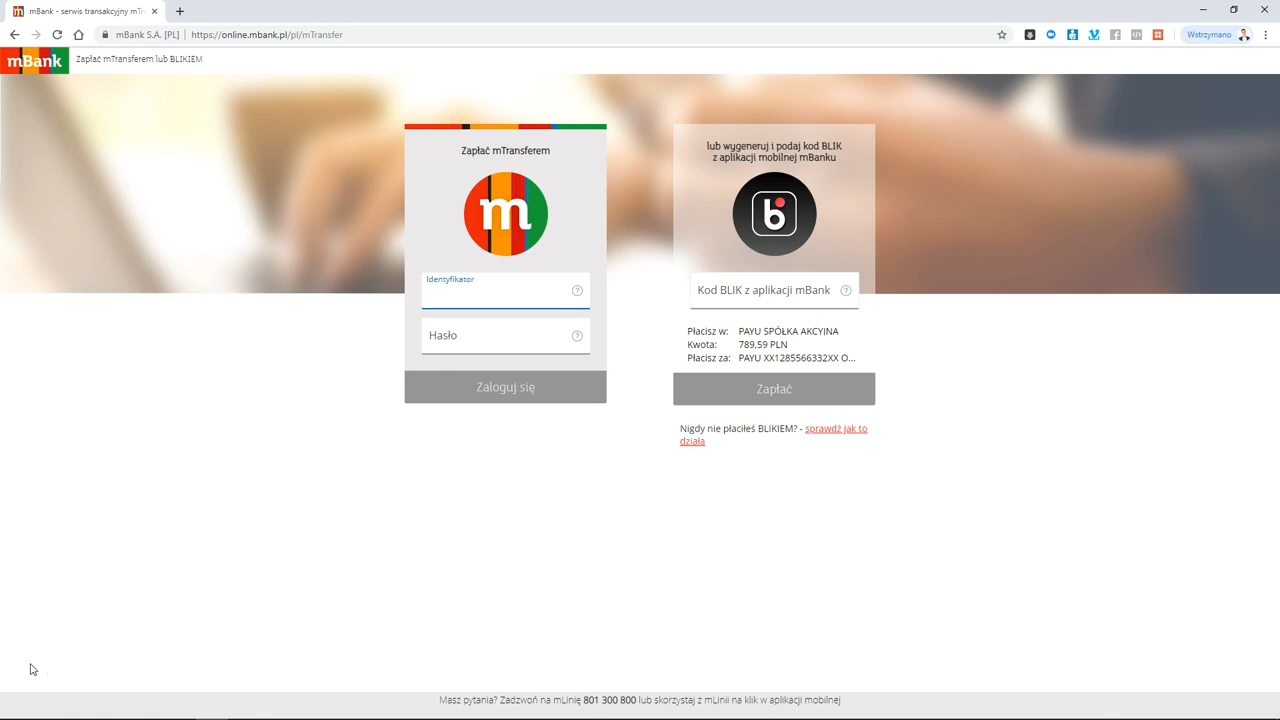 mBank - serwis transakcyjny mTr
mBank S.A. [PL]
https://online.mbank.pl/pl/mTransfer
Wstrzymano
mBank
Zapłać mTransferem lub BLIKIEM
Zapłać mTransferem
m
Identyfikator
?
Hasło
?
Zaloguj się
lub wygeneruj i podaj kod BLIK
z aplikacji mobilnej mBanku
b
Kod BLIK z aplikacji mBank
?
Płacisz w: PAYU SPÓŁKA AKCYJNA
Kwota: 789,59 PLN
Płacisz za: PAYU XX1285566332XX O...
Zapłać
Nigdy nie płaciłeś BLIKIEM? - sprawdź jak to
działa
Masz pytania? Zadzwoń na mLinię 801 300 800 lub skorzystaj z mLinii na klik w aplikacji mobilnej